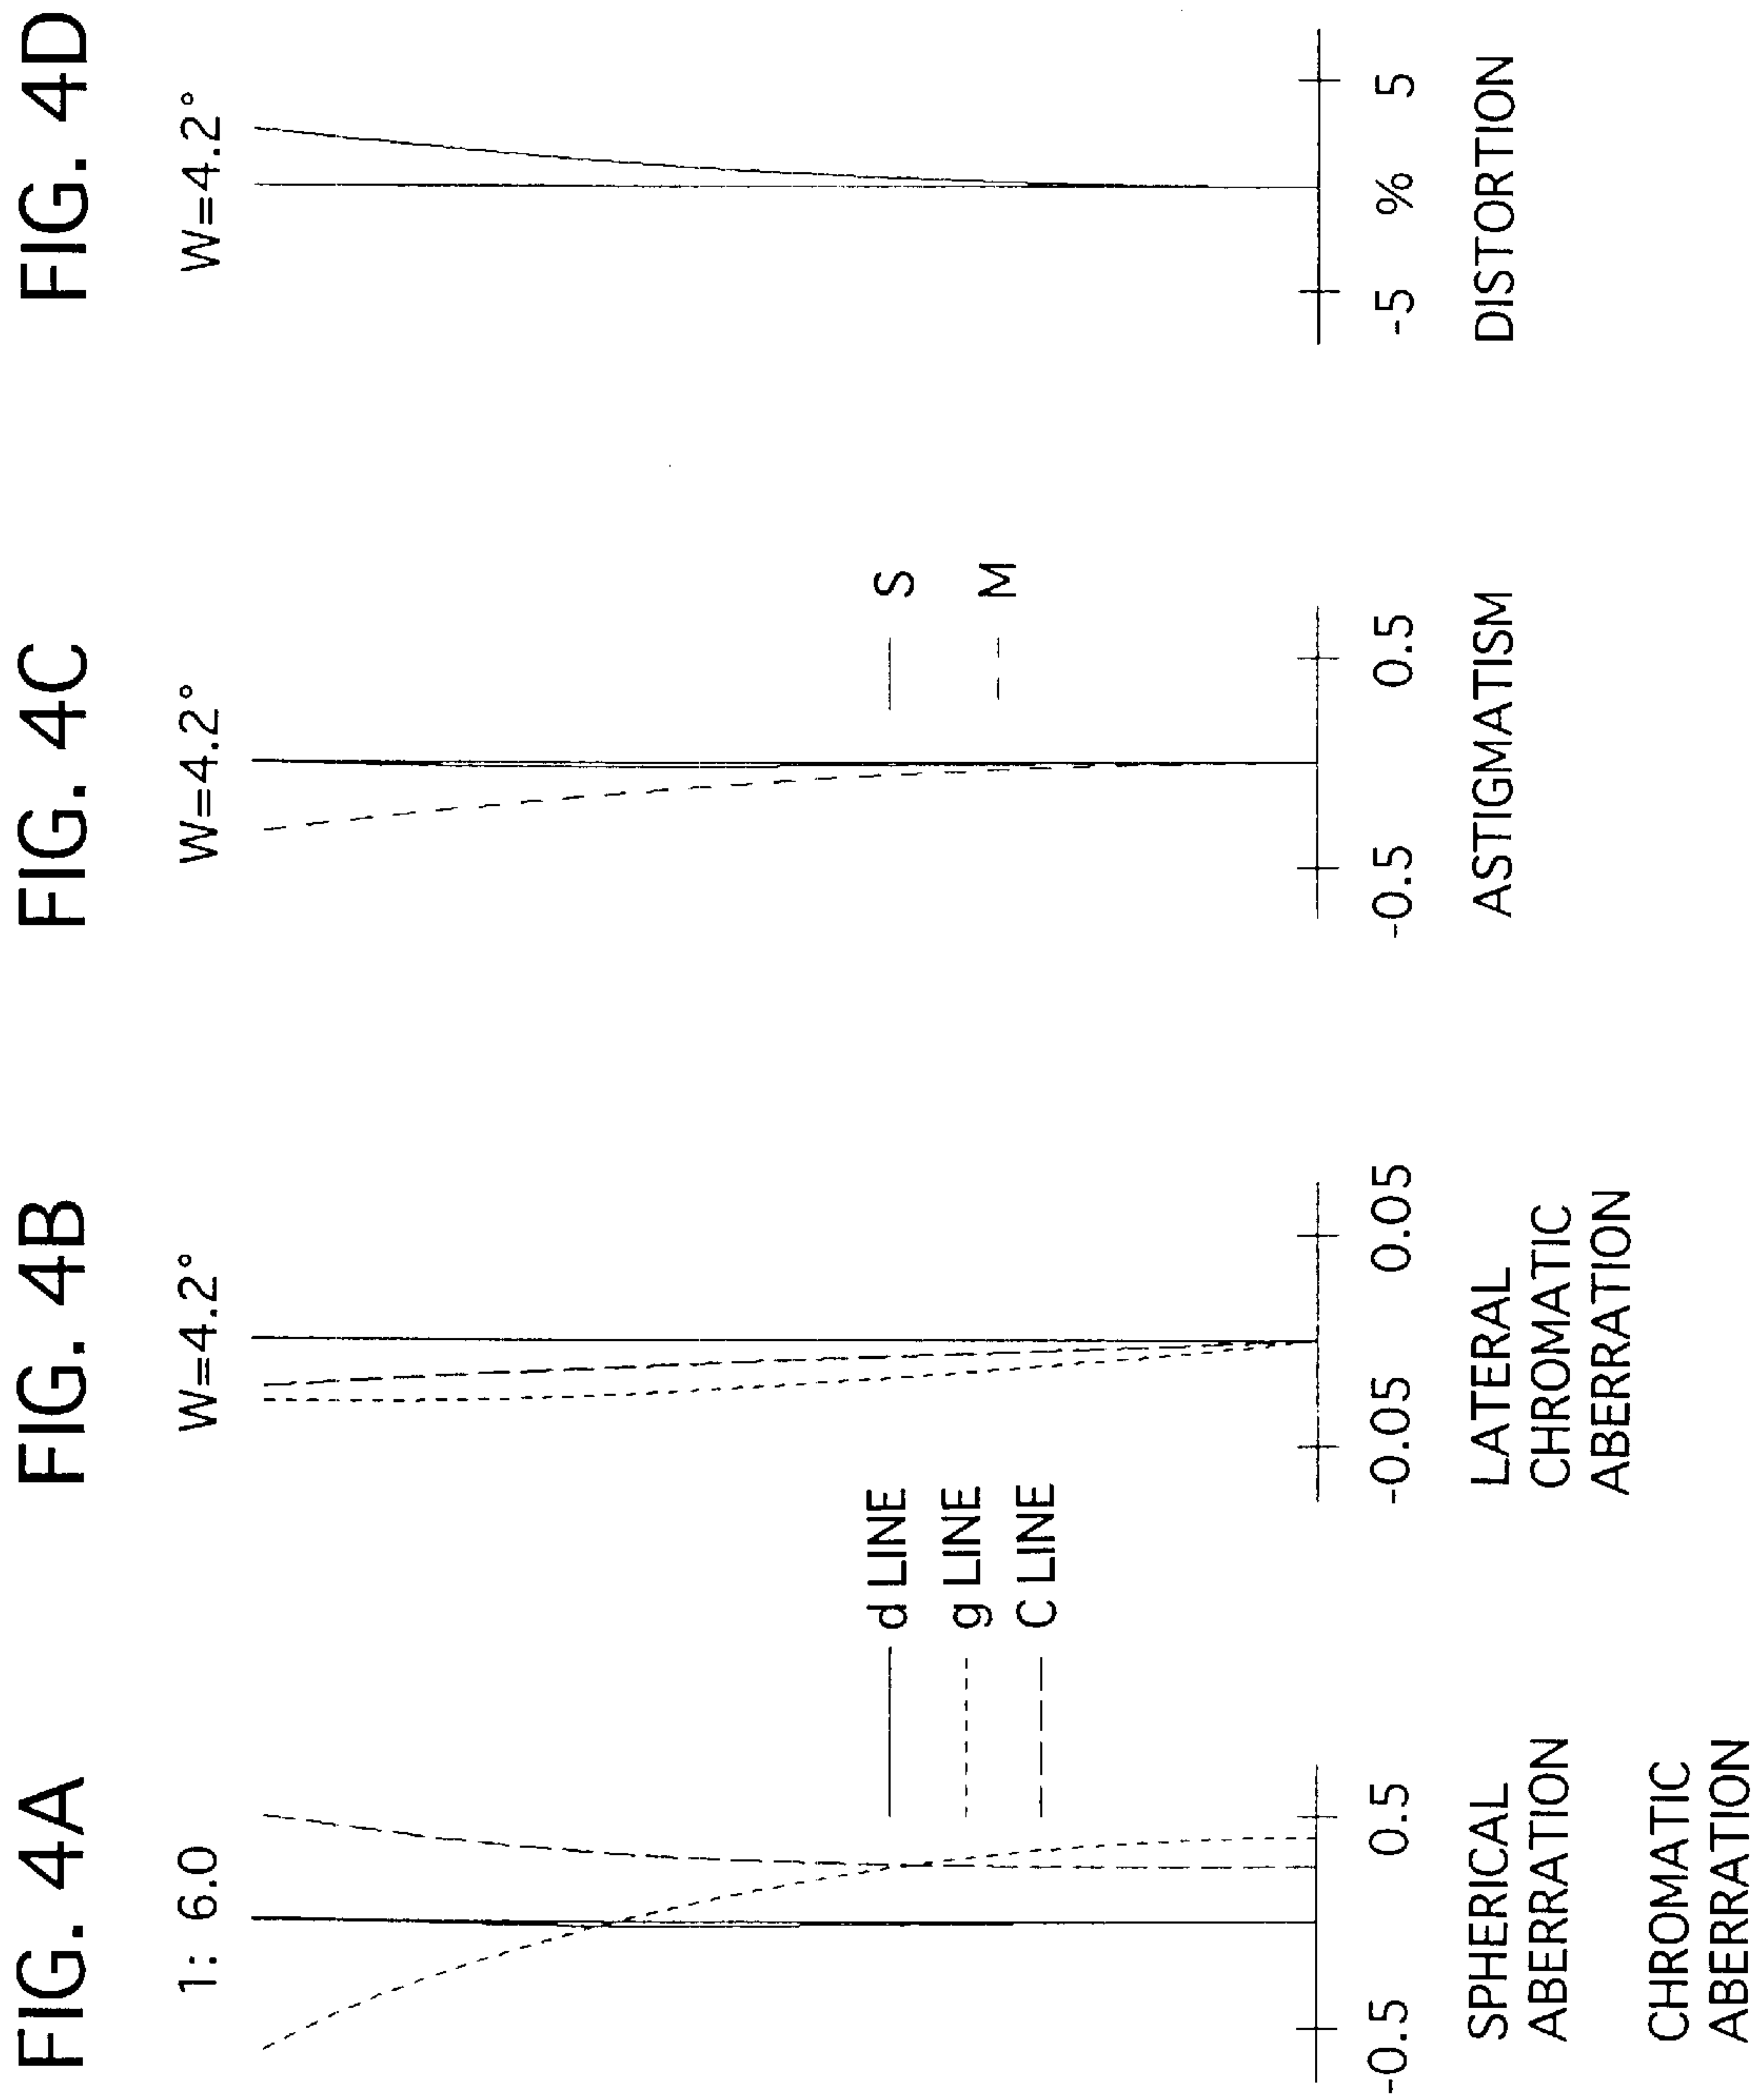 FIG. 4A
1: 6.0
d LINE
g LINE
C LINE
-0.5
0.5
SPHERICAL
ABERRATION
CHROMATIC
ABERRATION
FIG. 4B
W=4.2°
-0.05
0.05
LATERAL
CHROMATIC
ABERRATION
FIG. 4C
W=4.2°
S
M
-0.5
0.5
ASTIGMATISM
FIG. 4D
W=4.2°
-5
%
5
DISTORTION